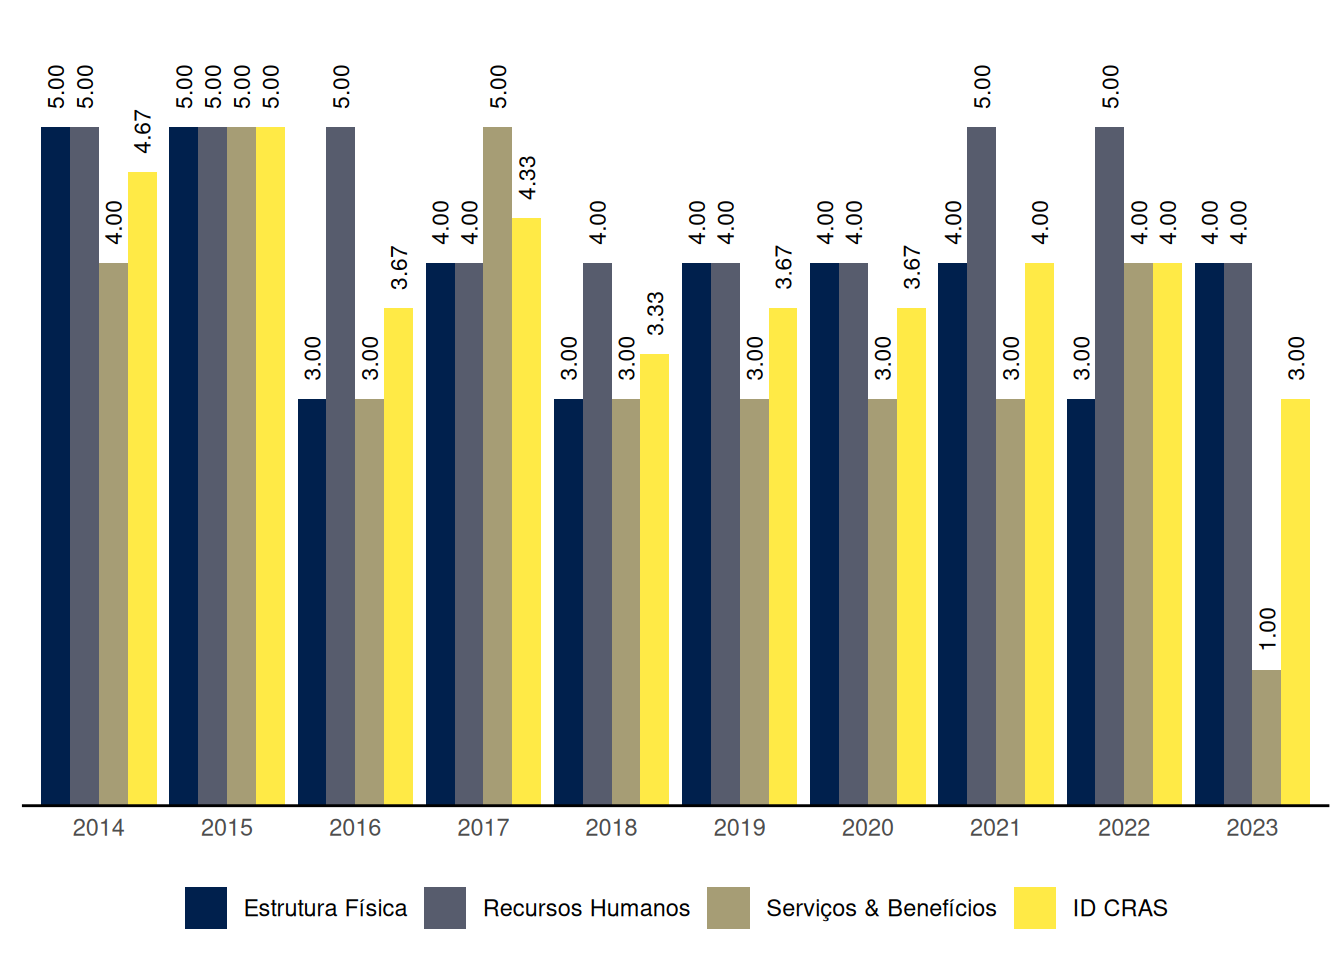 5.00 5.00 4.00 4.67 5.00 5.00 5.00 5.00 3.00 5.00 3.00 3.67 4.00 4.00 5.00 4.33 3.00 4.00 3.00 3.33 4.00 4.00 3.00 3.67 4.00 4.00 3.00 3.67 4.00 5.00 3.00 4.00 3.00 5.00 4.00 4.00 4.00 4.00 1.00 3.00
2014 2015 2016 2017 2018 2019 2020 2021 2022 2023
Estrutura Física Recursos Humanos Serviços & Benefícios ID CRAS